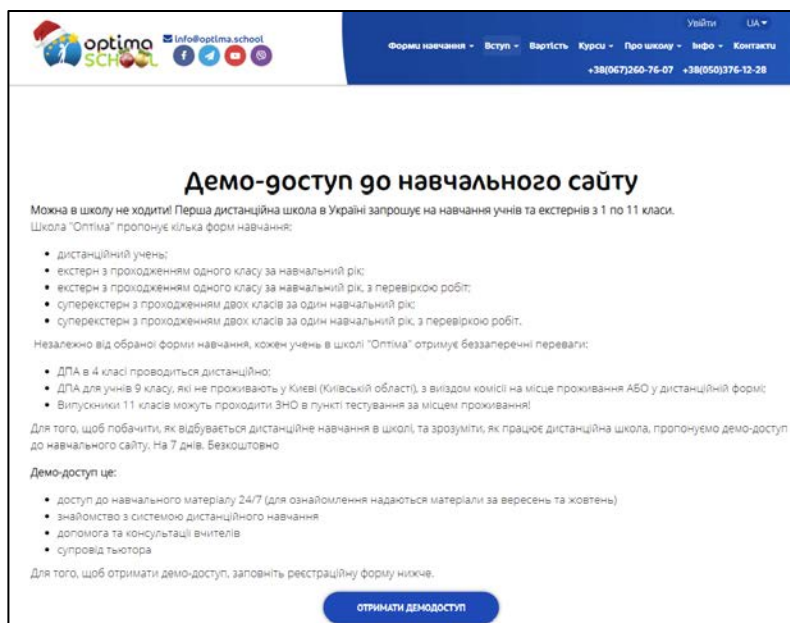 optima
SCHOOL
info@optima.school
Увійти UA
Форми навчання Вступ Вартість Курси Про школу Інфо Контакти
+38(067)260-76-07 +38(050)376-12-28
Демо-доступ до навчального сайту
Можна в школу не ходити! Перша дистанційна школа в Україні запрошує на навчання учнів та екстернів з 1 по 11 класи.
Школа "Оптіма" пропонує кілька форм навчання:
• дистанційний учень;
• екстерн з проходженням одного класу за навчальний рік;
• екстерн з проходженням одного класу за навчальний рік, з перевіркою робіт;
• суперекстерн з проходженням двох класів за один навчальний рік;
• суперекстерн з проходженням двох класів за один навчальний рік, з перевіркою робіт.
Незалежно від обраної форми навчання, кожен учень в школі "Оптіма" отримує беззаперечні переваги:
• ДПА в 4 класі проводиться дистанційно;
• ДПА для учнів 9 класу, які не проживають у Києві (Київській області), з виїздом комісії на місце проживання АБО у дистанційній формі;
• Випускники 11 класів можуть проходити ЗНО в пункті тестування за місцем проживання!
Для того, щоб побачити, як відбувається дистанційне навчання в школі, та зрозуміти, як працює дистанційна школа, пропонуємо демо-доступ
до навчального сайту. На 7 днів. Безкоштовно
Демо-доступ це:
• доступ до навчального матеріалу 24/7 (для ознайомлення надаються матеріали за вересень та жовтень)
• знайомство з системою дистанційного навчання
• допомога та консультації вчителів
• супровід тьютора
Для того, щоб отримати демо-доступ, заповніть реєстраційну форму нижче.
ОТРИМАТИ ДЕМОДОСТУП